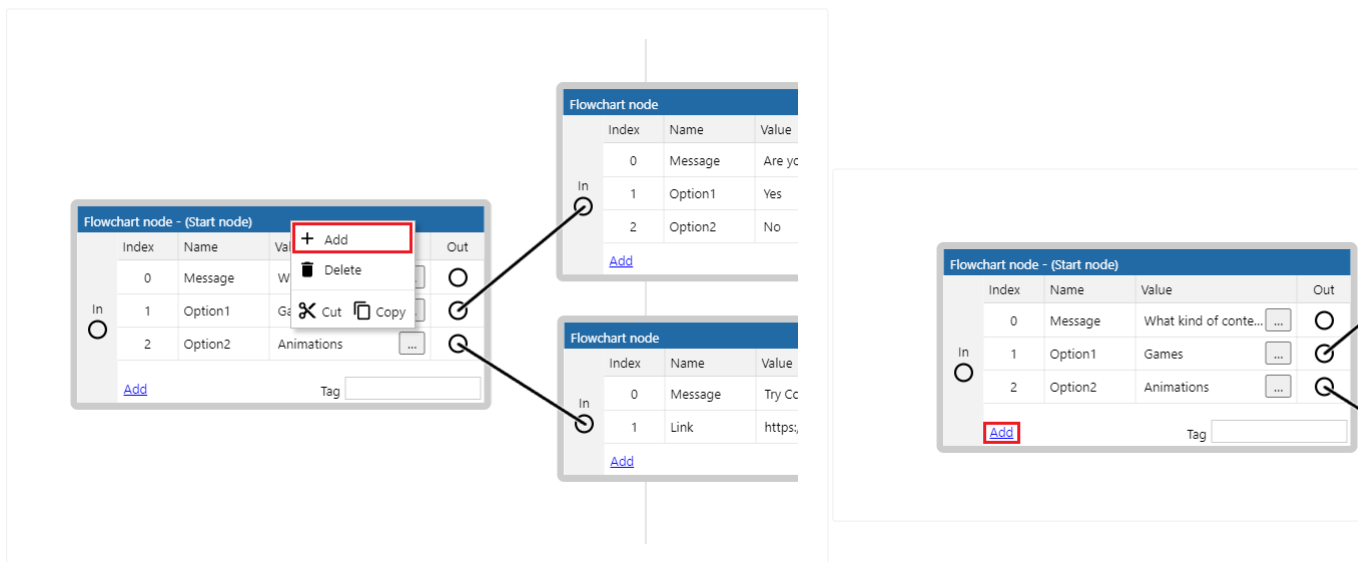 Flowchart node
Index Name Value
0 Message Are yo
In
1 Option1 Yes
2 Option2 No
Add
Flowchart node - (Start node)
Index Name Val Out
0 Message W
In
1 Option1 Ga
2 Option2 Animations ...
Add Tag
+ Add
Delete
Cut Copy
Flowchart node
Index Name Value
0 Message Try Co
In
1 Link https:
Add
Flowchart node - (Start node)
Index Name Value Out
0 Message What kind of conte... ...
In
1 Option1 Games ...
2 Option2 Animations ...
Add Tag